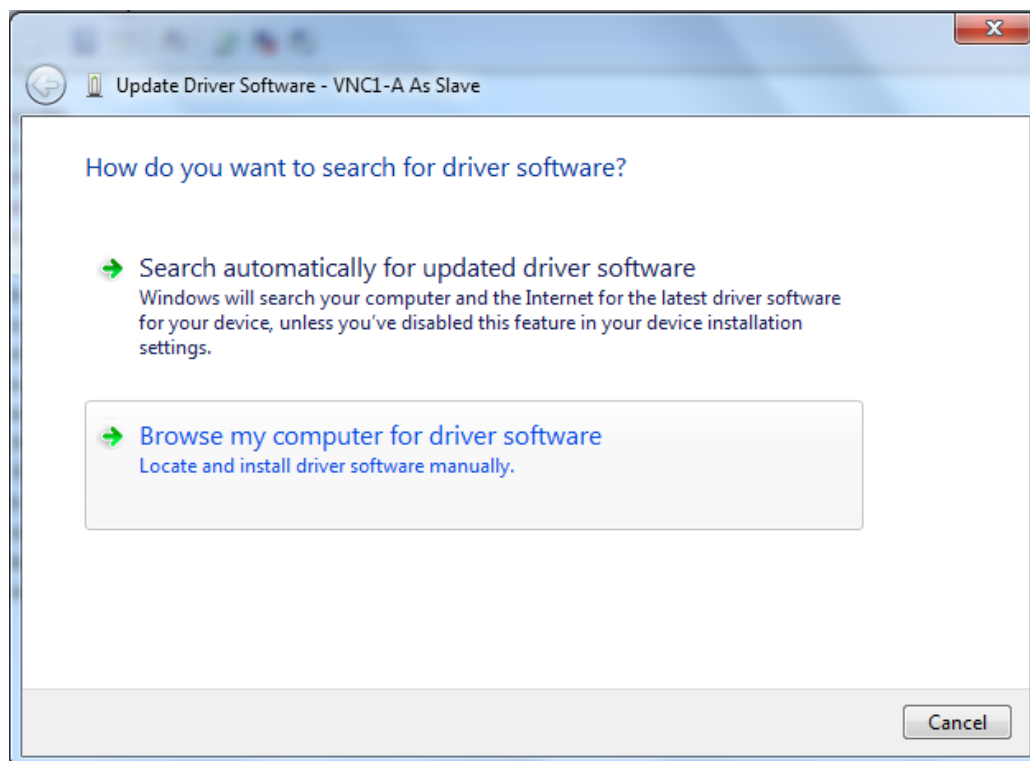 Update Driver Software - VNC1-A As Slave
How do you want to search for driver software?
Search automatically for updated driver software
Windows will search your computer and the Internet for the latest driver software
for your device, unless you've disabled this feature in your device installation
settings.
Browse my computer for driver software
Locate and install driver software manually.
Cancel